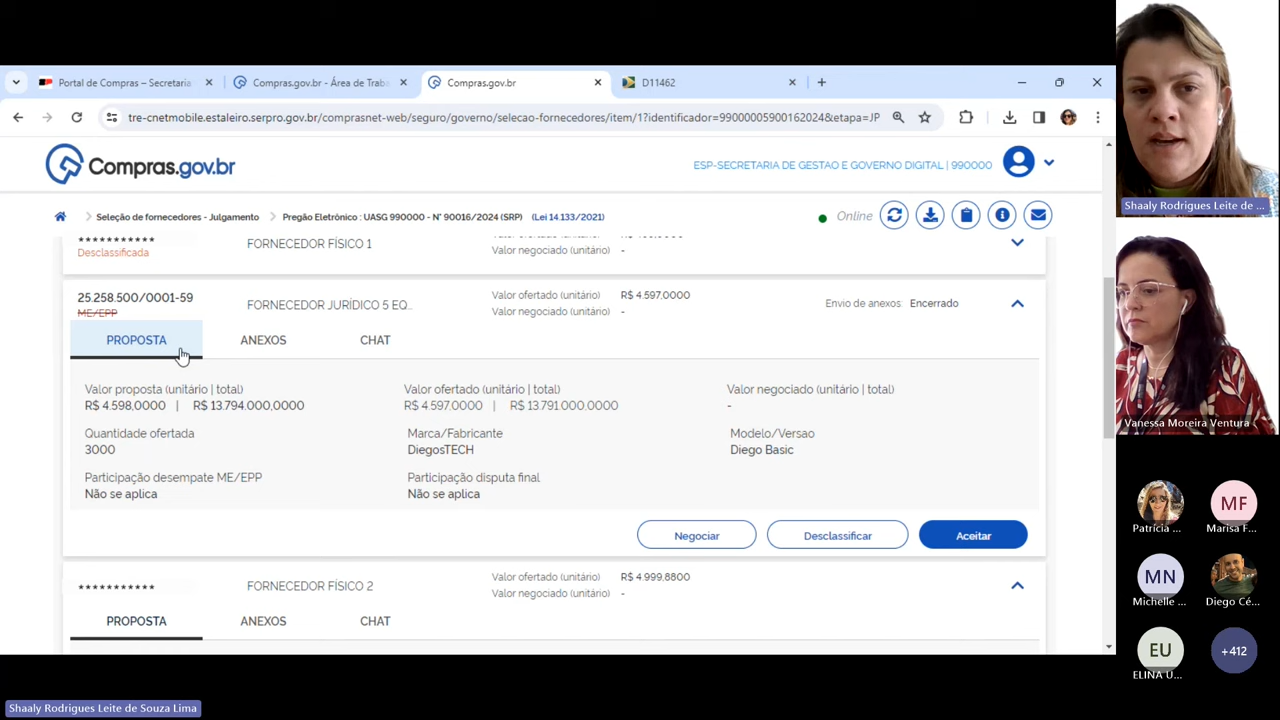 Portal de Compras – Secretaria
Compras.gov.br - Área de Traba
Compras.gov.br
D11462
tre-cnetmobile.estaleiro.serpro.gov.br/comprasnet-web/seguro/governo/selecao-fornecedores/item/1?identificador=99000005900162024&etapa=JP
Compras.gov.br
ESP-SECRETARIA DE GESTAO E GOVERNO DIGITAL | 990000
Seleção de fornecedores - Julgamento
Pregão Eletrônico : UASG 990000 - N° 90016/2024 (SRP) (Lei 14.133/2021)
Online
***********
Desclassificada
FORNECEDOR FÍSICO 1
Valor negociado (unitário) -
25.258.500/0001-59
ME/EPP
FORNECEDOR JURÍDICO 5 EQ...
Valor ofertado (unitário) R$ 4.597,0000
Valor negociado (unitário) -
Envio de anexos: Encerrado
PROPOSTA ANEXOS CHAT
Valor proposta (unitário | total) Valor ofertado (unitário | total) Valor negociado (unitário | total)
R$ 4.598,0000 | R$ 13.794.000,0000 R$ 4.597,0000 | R$ 13.791.000,0000 -
Quantidade ofertada Marca/Fabricante Modelo/Versao
3000 DiegosTECH Diego Basic
Participação desempate ME/EPP Participação disputa final
Não se aplica Não se aplica
Negociar Desclassificar Aceitar
***********
FORNECEDOR FÍSICO 2
Valor ofertado (unitário) R$ 4.999,8800
Valor negociado (unitário) -
PROPOSTA ANEXOS CHAT
Shaaly Rodrigues Leite de ...
Vanessa Moreira Ventura
Patrícia ...
MF
Marisa F...
MN
Michelle ...
Diego Cé...
EU
ELINA U...
+412
Shaaly Rodrigues Leite de Souza Lima